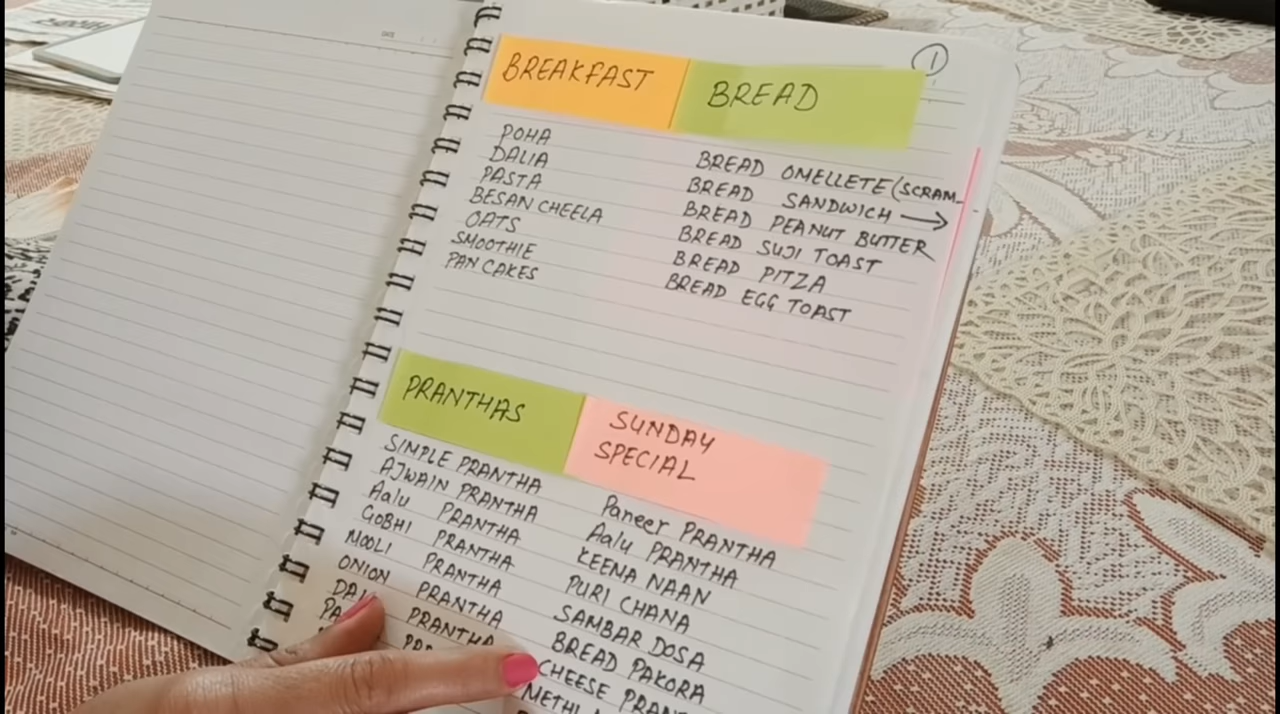 1
BREAKFAST
POHA
DALIA
PASTA
BESAN CHEELA
OATS
SMOOTHIE
PAN CAKES
BREAD
BREAD OMELLETE (SCRAM
BREAD SANDWICH →
BREAD PEANUT BUTTER
BREAD SUJI TOAST
BREAD PITZA
BREAD EGG TOAST
PRANTHAS
SIMPLE PRANTHA
AJWAIN PRANTHA
AaLu PRANTHA
GOBHI PRANTHA
MOOLI PRANTHA
ONION PRANTHA
PRANTHA
SUNDAY
SPECIAL
PaneeR PRANTHA
AaLu PRANTHA
KEENA NAAN
PURI CHANA
SAMBAR DOSA
BREAD PAKORA
CHEESE
METHI